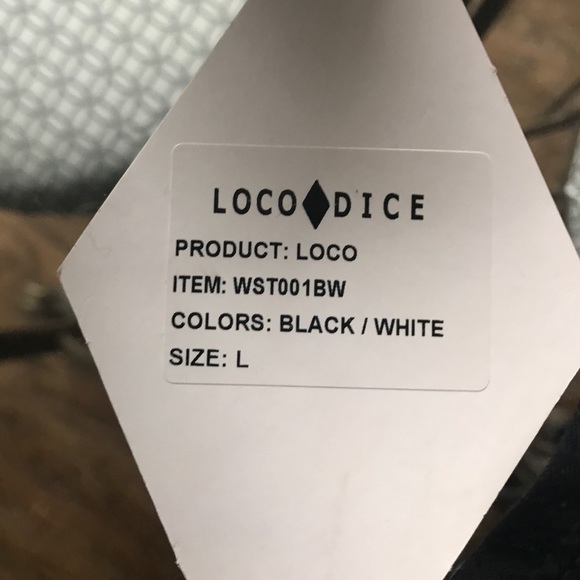 LOCO♦DICE
PRODUCT: LOCO
ITEM: WST001BW
COLORS: BLACK / WHITE
SIZE: L